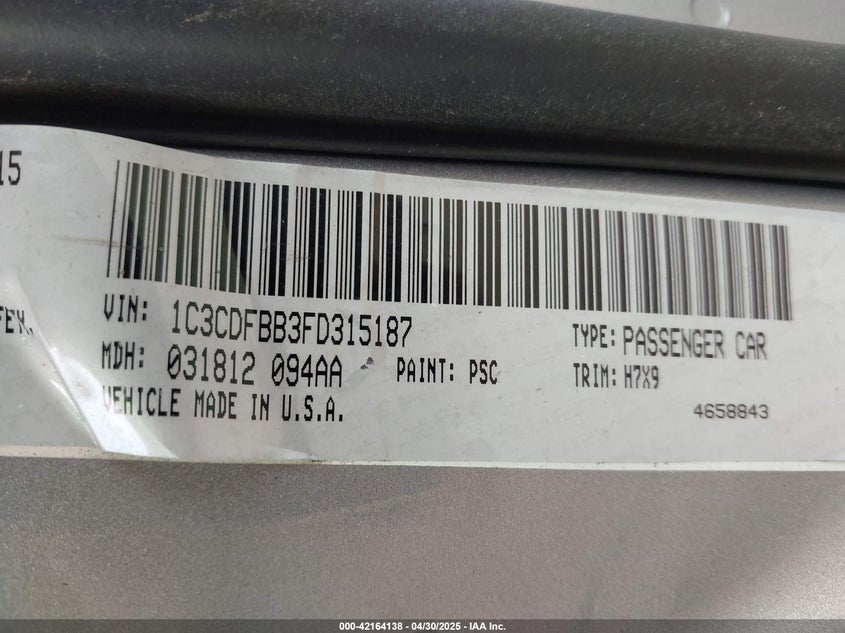 15
FEX.
VIN: 1C3CDFBB3FD315187
TYPE: PASSENGER CAR
MDH: 031812 094AA
PAINT: PSC
TRIM: H7X9
VEHICLE MADE IN U.S.A.
4658843
000-42164138 - 04/30/2025 - IAA Inc.